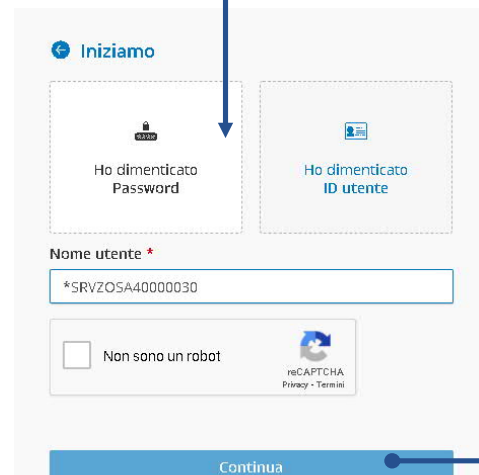 Iniziamo
Ho dimenticato
Password
Ho dimenticato
ID utente
Nome utente *
*SRVZOSA40000030
Non sono un robot
reCAPTCHA
Privacy - Termini
Continua